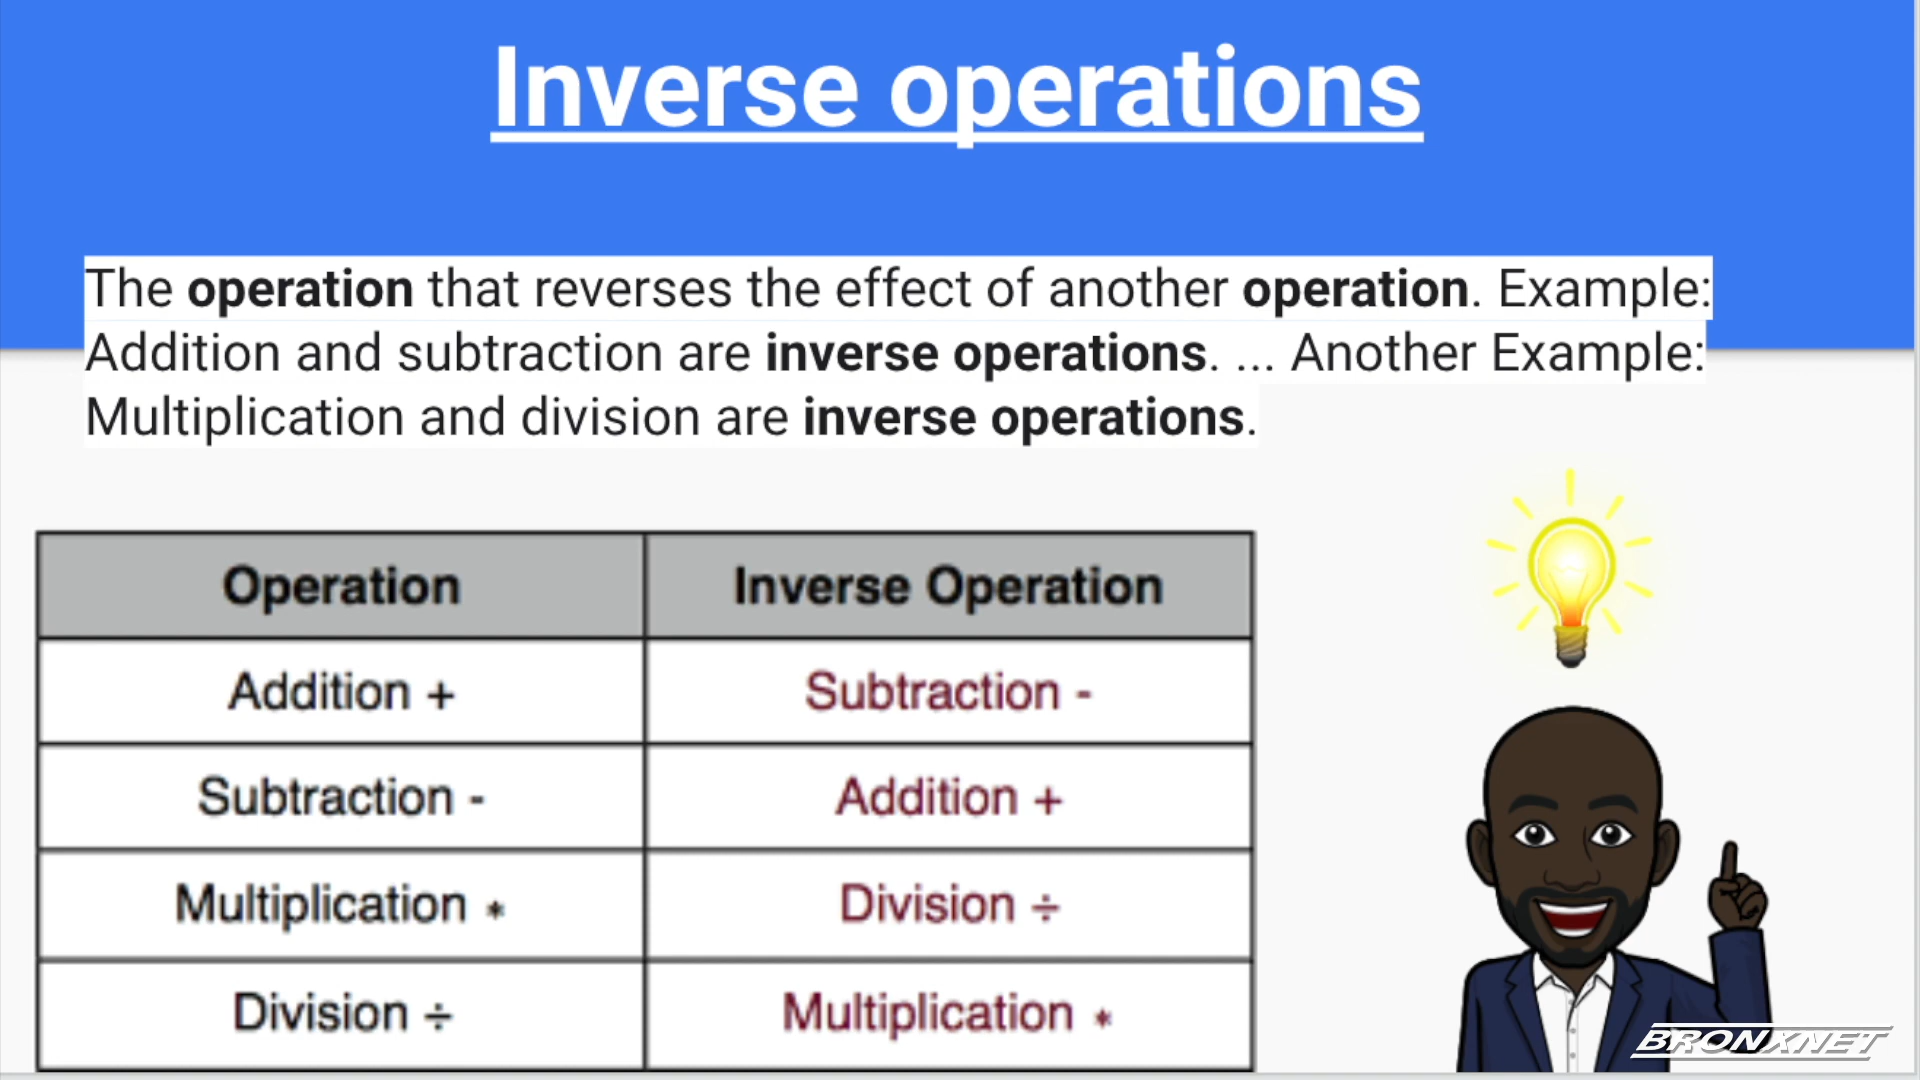 Inverse operations
The operation that reverses the effect of another operation. Example:
Addition and subtraction are inverse operations. ... Another Example:
Multiplication and division are inverse operations.
Operation Inverse Operation
Addition + Subtraction -
Subtraction - Addition +
Multiplication * Division ÷
Division ÷ Multiplication *
BRONXNET